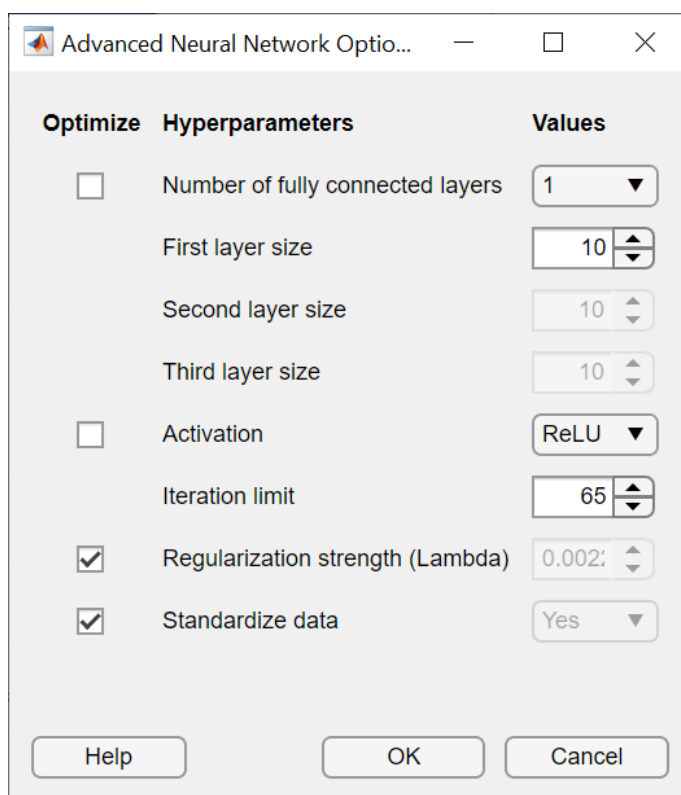 Advanced Neural Network Optio...
Optimize Hyperparameters Values
Number of fully connected layers 1
First layer size 10
Second layer size 10
Third layer size 10
Activation ReLU
Iteration limit 65
Regularization strength (Lambda) 0.002
Standardize data Yes
Help OK Cancel